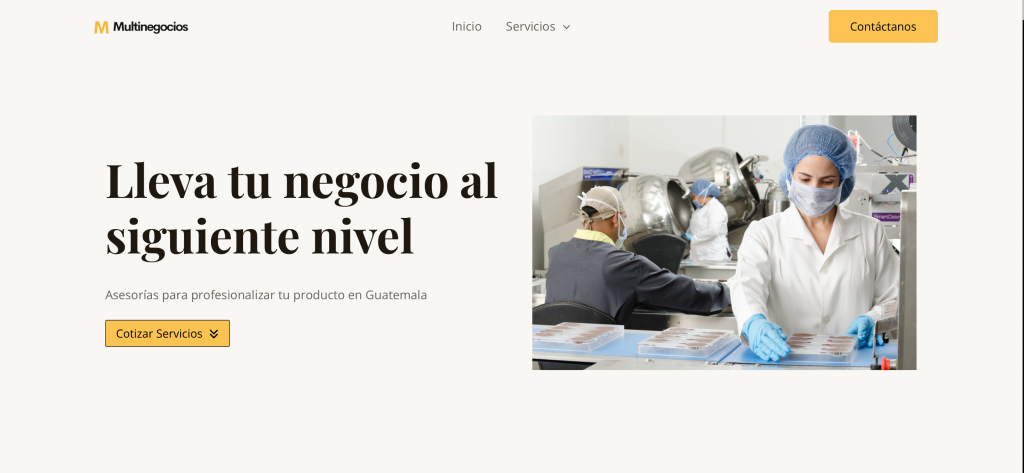 M Multinegocios
Inicio
Servicios
Contáctanos
Lleva tu negocio al
siguiente nivel
Asesorías para profesionalizar tu producto en Guatemala
Cotizar Servicios